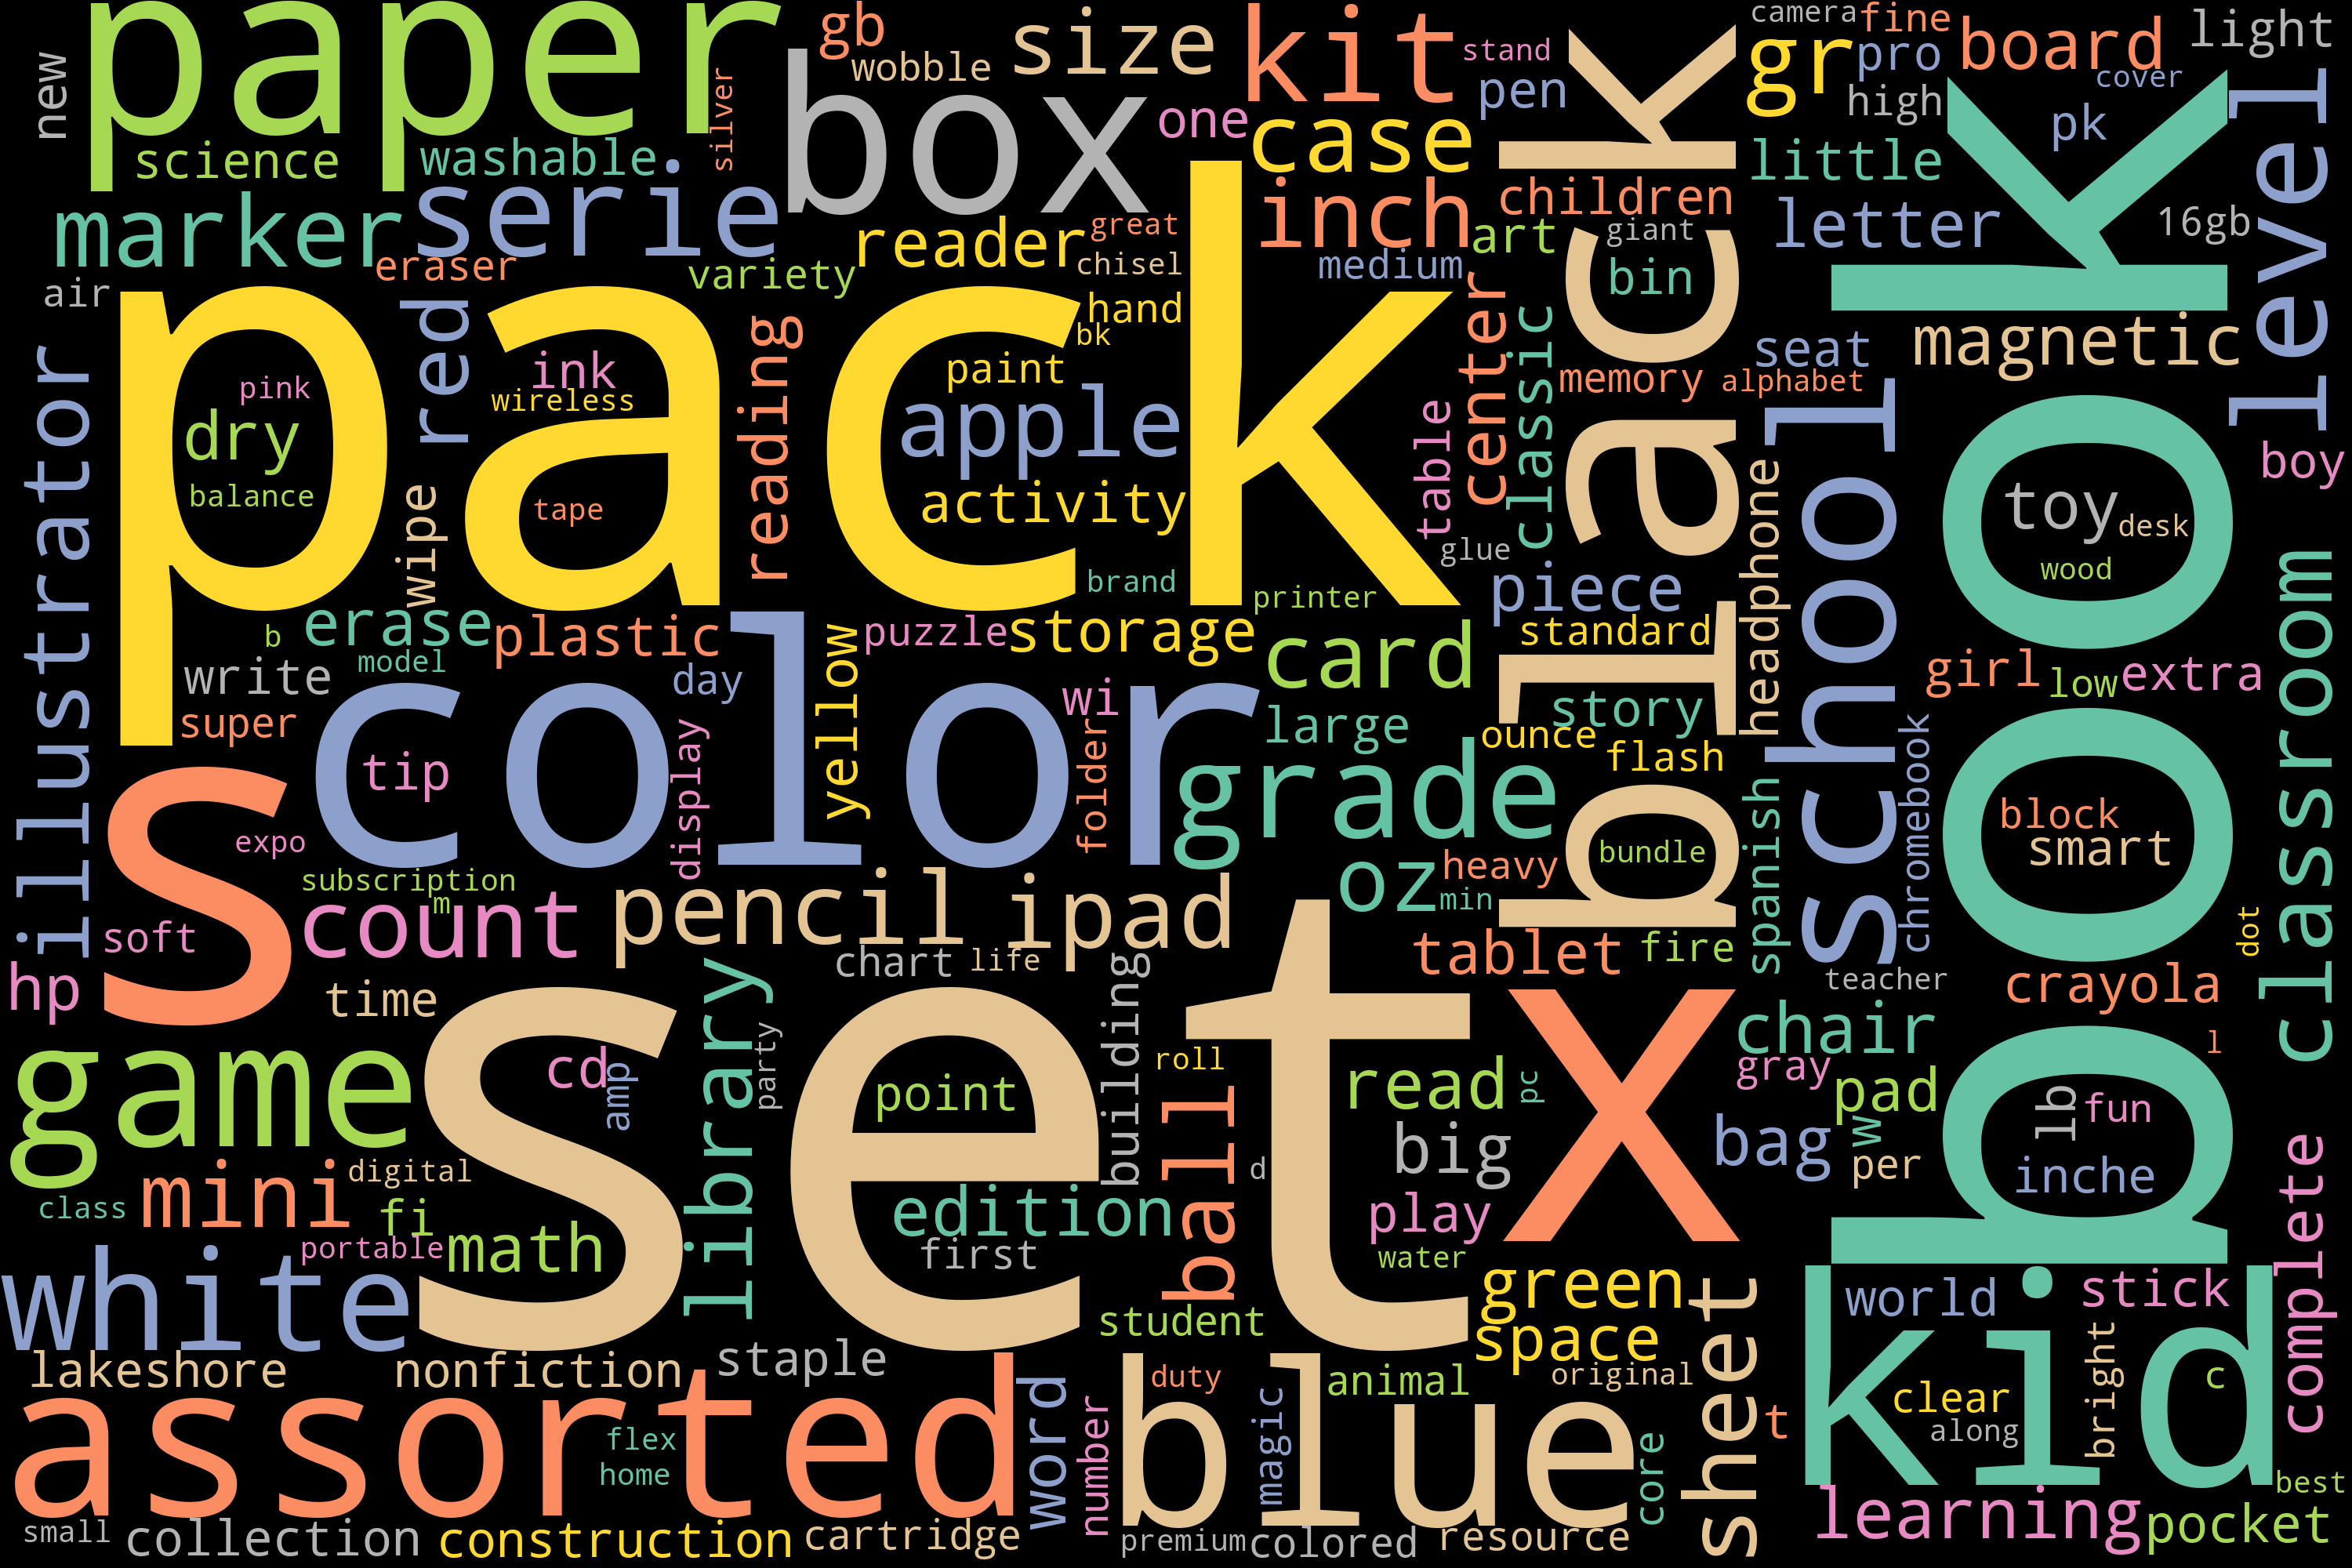 paper
gb
wobble
size
kit
stand
camera
fine
board
light
new
silver
box
one
case
pen
gr
pro
cover
high
pk
level
science
washable
black
little
book
marker
serie
reader
great
inch
children
art
giant
letter
16gb
eraser
variety
chisel
medium
bin
air
pack
red
hand
bk
center
classic
seat
magnetic
illustrator
pink
ink
wireless
reading
paint
apple
memory
alphabet
school
dry
table
boy
balance
wipe
tape
activity
headphone
toy
desk
glue
wood
classroom
brand
printer
piece
b
erase
plastic
puzzle
storage
standard
write
model
day
yellow
wi
card
girl
low
extra
super
color
folder
large
story
ounce
flash
chromebook
s
tip
display
grade
spanish
block
smart
expo
bundle
subscription
m
count
pencil
ipad
oz
heavy
min
soft
tablet
fire
dot
hp
time
chart
life
building
teacher
crayola
set
library
party
x
chair
l
game
cd
amp
roll
read
pc
gray
pad
point
ball
w
lb
fun
big
bag
per
inche
complete
mini
digital
d
class
fi
edition
play
white
portable
math
first
water
green
sheet
kid
world
stick
student
space
lakeshore
nonfiction
staple
duty
magic
animal
original
bright
assorted
word
number
blue
core
t
clear
c
along
flex
home
best
small
collection
construction
cartridge
premium
colored
resource
learning
pocket